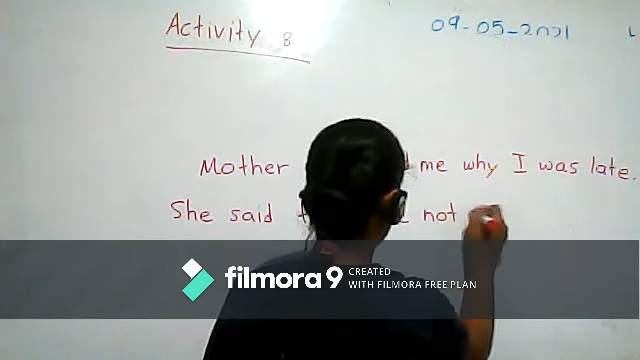 Activity 8
09-05-2021
Mother me why I was late.
She said not
filmora 9 CREATED
WITH FILMORA FREE PLAN